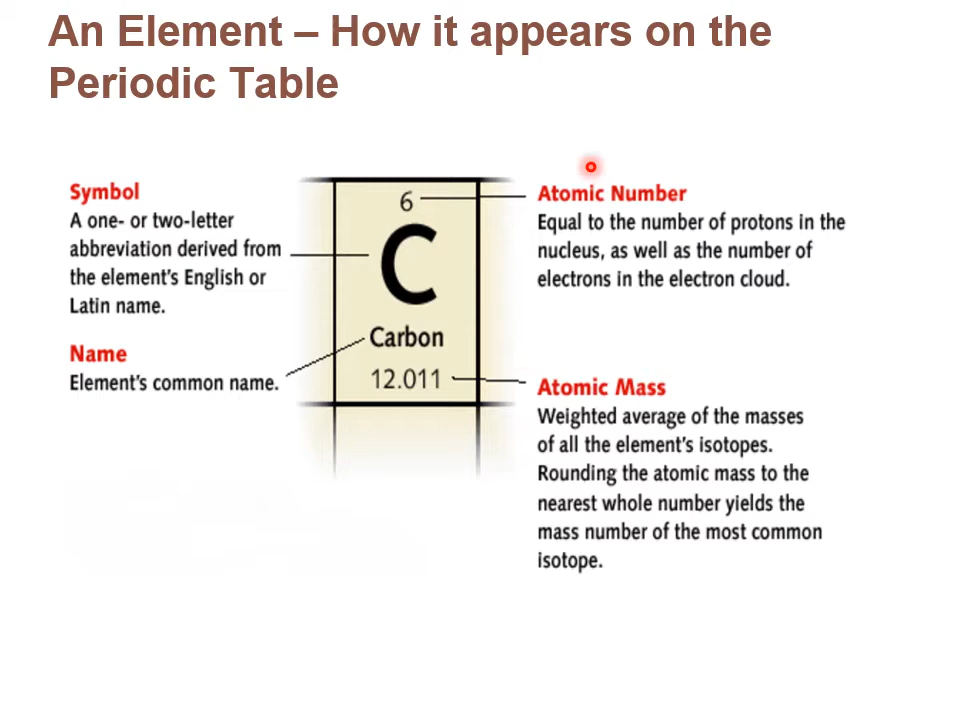 An Element – How it appears on the
Periodic Table
Symbol
A one- or two-letter
abbreviation derived from
the element's English or
Latin name.
Name
Element's common name.
6
C
Carbon
12.011
Atomic Number
Equal to the number of protons in the
nucleus, as well as the number of
electrons in the electron cloud.
Atomic Mass
Weighted average of the masses
of all the element's isotopes.
Rounding the atomic mass to the
nearest whole number yields the
mass number of the most common
isotope.